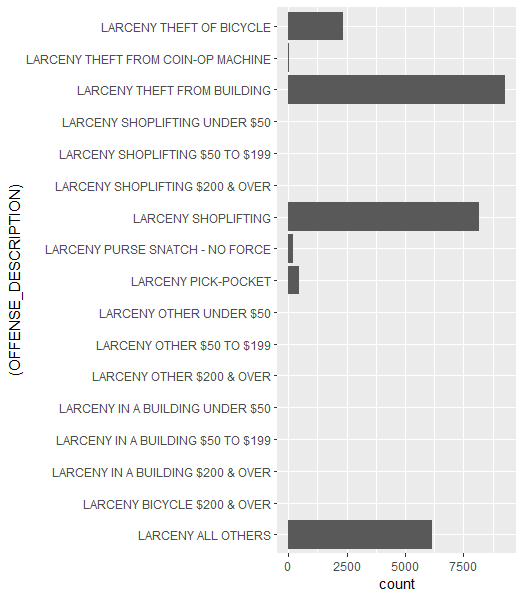 LARCENY THEFT OF BICYCLE
LARCENY THEFT FROM COIN-OP MACHINE
LARCENY THEFT FROM BUILDING
LARCENY SHOPLIFTING UNDER $50
LARCENY SHOPLIFTING $50 TO $199
LARCENY SHOPLIFTING $200 & OVER
LARCENY SHOPLIFTING
LARCENY PURSE SNATCH - NO FORCE
LARCENY PICK-POCKET
LARCENY OTHER UNDER $50
LARCENY OTHER $50 TO $199
LARCENY OTHER $200 & OVER
LARCENY IN A BUILDING UNDER $50
LARCENY IN A BUILDING $50 TO $199
LARCENY IN A BUILDING $200 & OVER
LARCENY BICYCLE $200 & OVER
LARCENY ALL OTHERS
(OFFENSE_DESCRIPTION)
0 2500 5000 7500
count